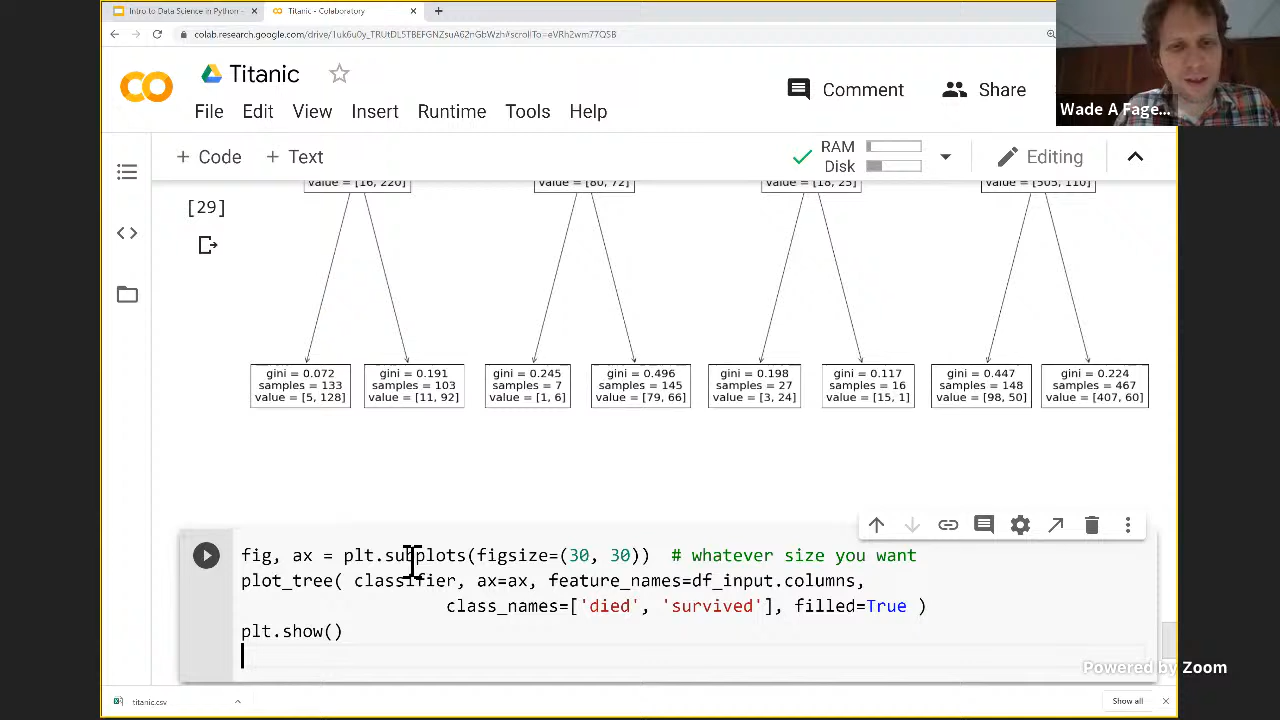 Intro to Data Science in Python -
Titanic - Colaboratory
colab.research.google.com/drive/1uk6u0y_TRUtDL5TBEFGNZsuA62nGbWzh#scrollTo=eVRh2wm77QSB
Titanic
Comment
Share
File Edit View Insert Runtime Tools Help
Wade A Fage...
+ Code + Text
RAM
Disk
Editing
value = [16, 220]
value = [80, 72]
value = [18, 25]
value = [505, 110]
[29]
gini = 0.072
samples = 133
value = [5, 128]
gini = 0.191
samples = 103
value = [11, 92]
gini = 0.245
samples = 7
value = [1, 6]
gini = 0.496
samples = 145
value = [79, 66]
gini = 0.198
samples = 27
value = [3, 24]
gini = 0.117
samples = 16
value = [15, 1]
gini = 0.447
samples = 148
value = [98, 50]
gini = 0.224
samples = 467
value = [407, 60]
fig, ax = plt.subplots(figsize=(30, 30)) # whatever size you want
plot_tree( classifier, ax=ax, feature_names=df_input.columns,
class_names=['died', 'survived'], filled=True )
plt.show()
Powered by Zoom
titanic.csv
Show all